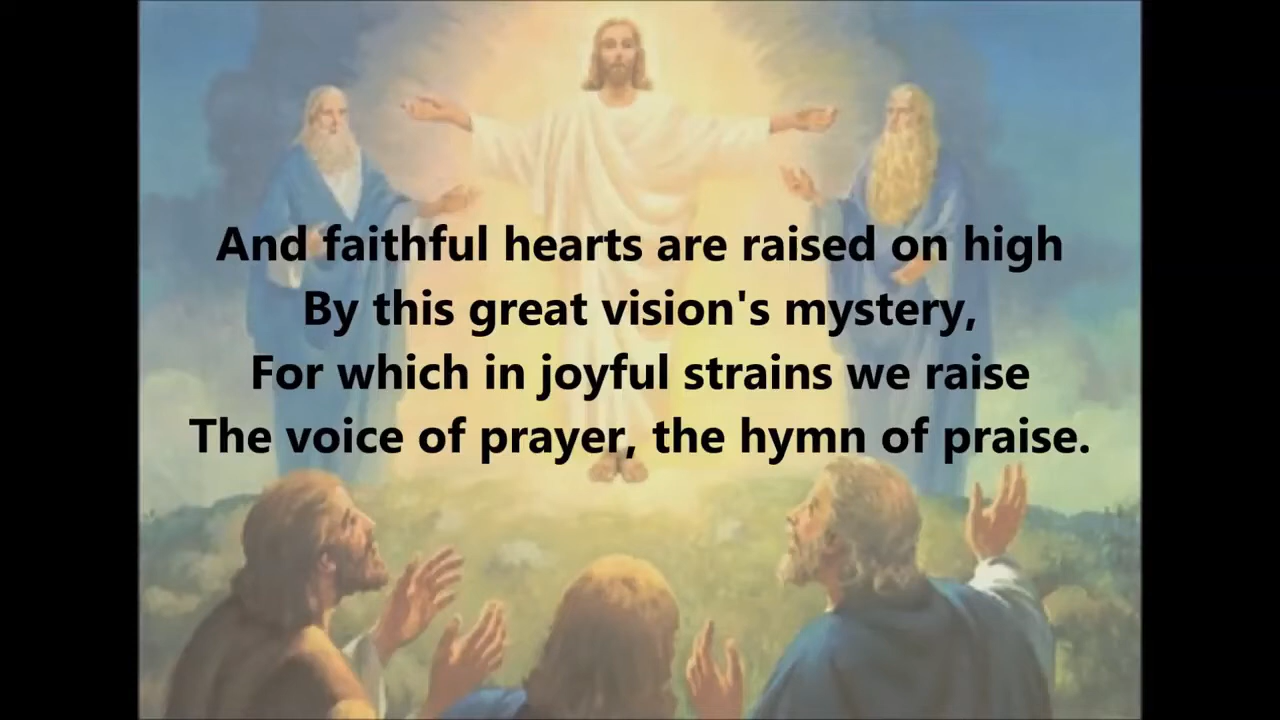 And faithful hearts are raised on high
By this great vision's mystery,
For which in joyful strains we raise
The voice of prayer, the hymn of praise.